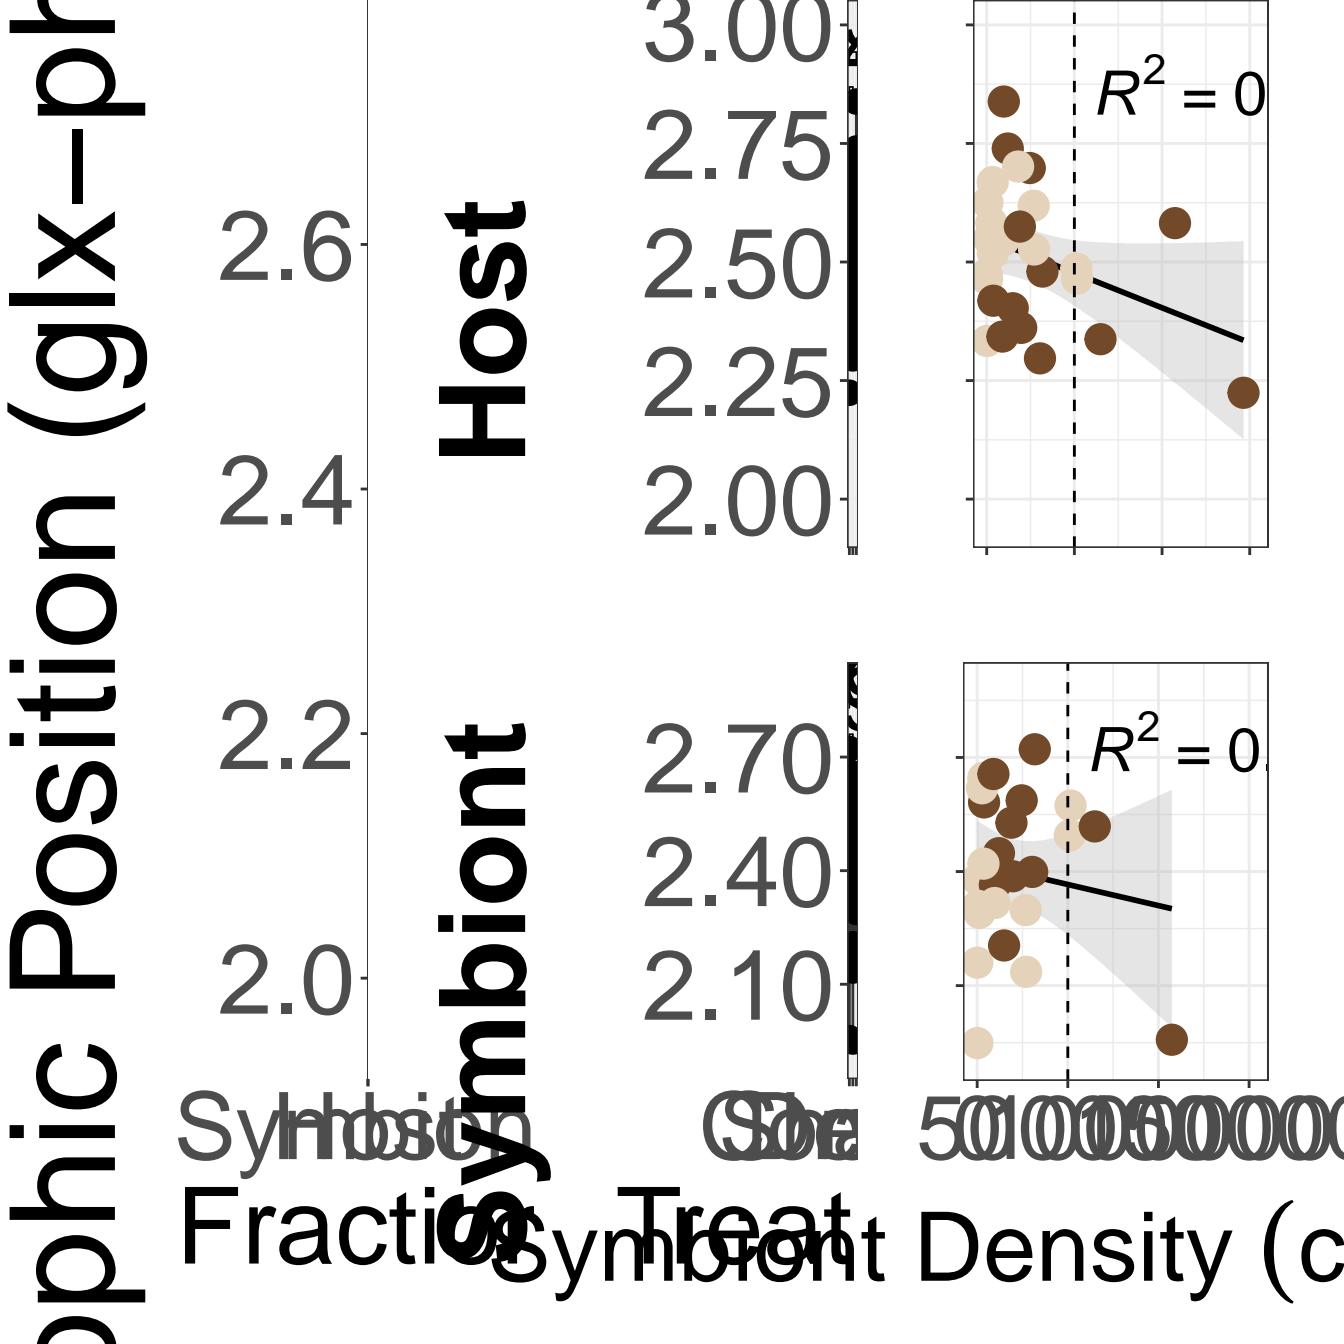 ophic Position (glx–ph
2.6
2.4
2.2
2.0
Host
3.00
2.75
2.50
2.25
2.00
R² = 0
Symbiont
2.70
2.40
2.10
R² = 0.
Symbiont
Host
Fraction
Treat
Symbiont Density (c